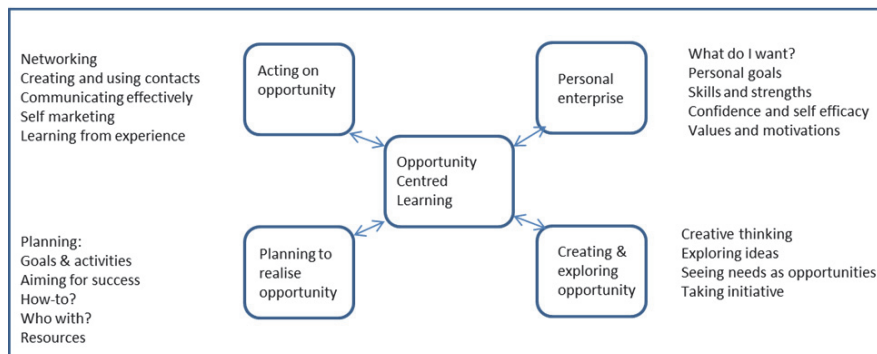 Networking
Creating and using contacts
Communicating effectively
Self marketing
Learning from experience
Acting on
opportunity
Personal
enterprise
What do I want?
Personal goals
Skills and strengths
Confidence and self efficacy
Values and motivations
Opportunity
Centred
Learning
Planning:
Goals & activities
Aiming for success
How-to?
Who with?
Resources
Planning to
realise
opportunity
Creating &
exploring
opportunity
Creative thinking
Exploring ideas
Seeing needs as opportunities
Taking initiative